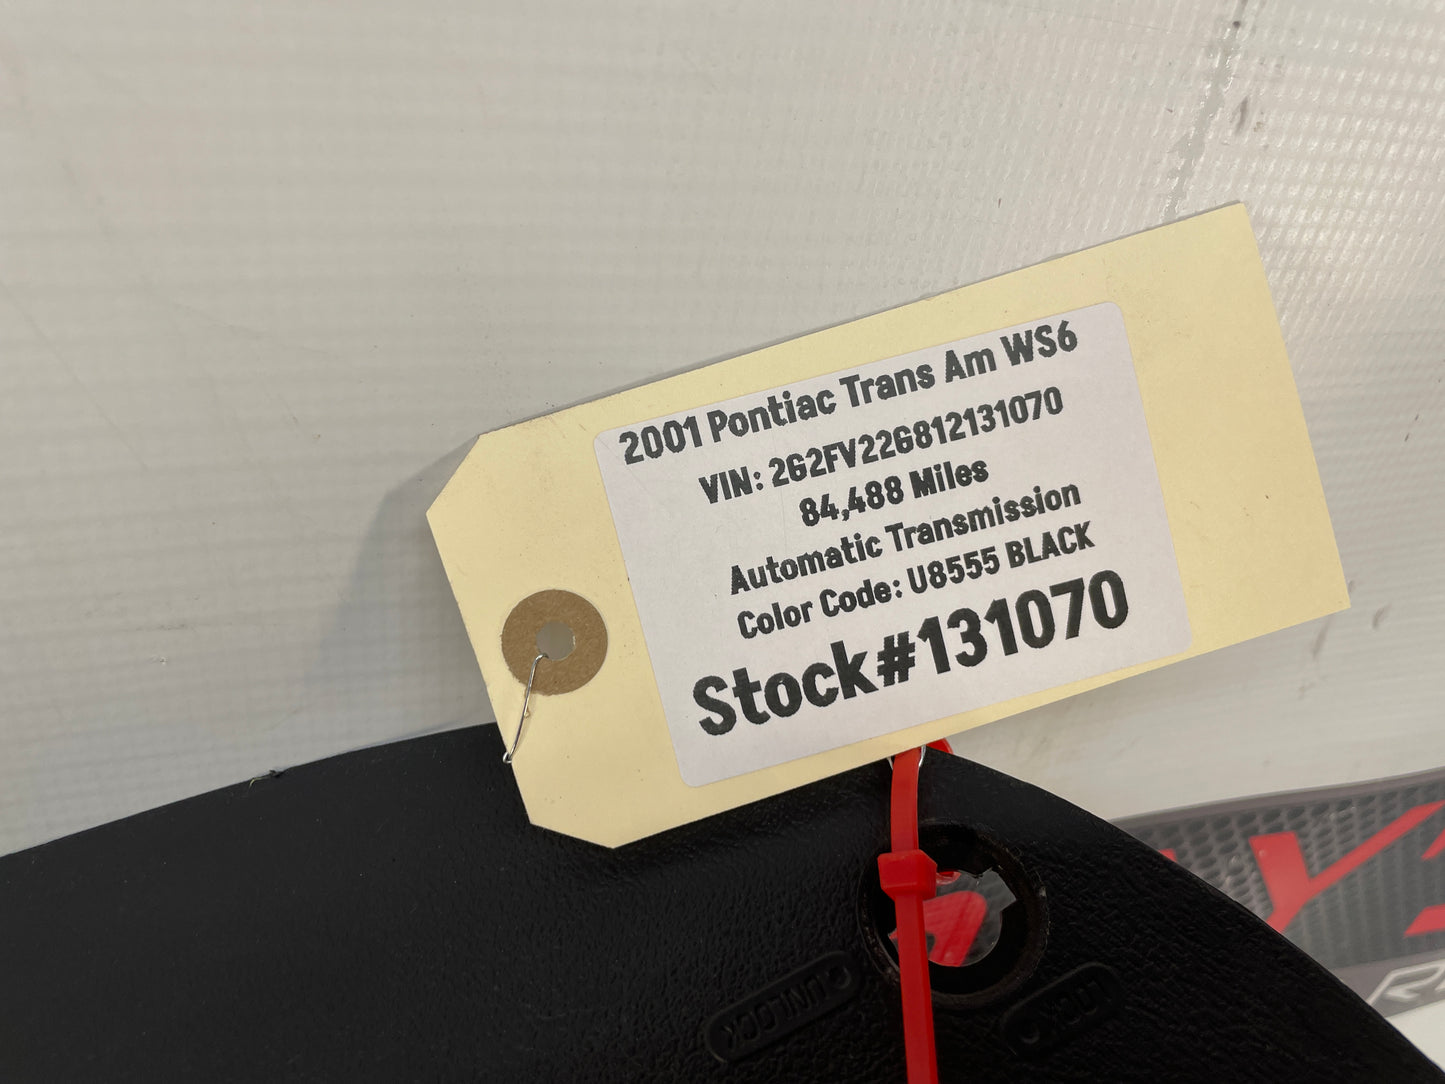 2001 Pontiac Trans Am WS6
VIN: 2G2FV22G812131070
84,488 Miles
Automatic Transmission
Color Code: U8555 BLACK
Stock#131070
UNLOCK
LOCK